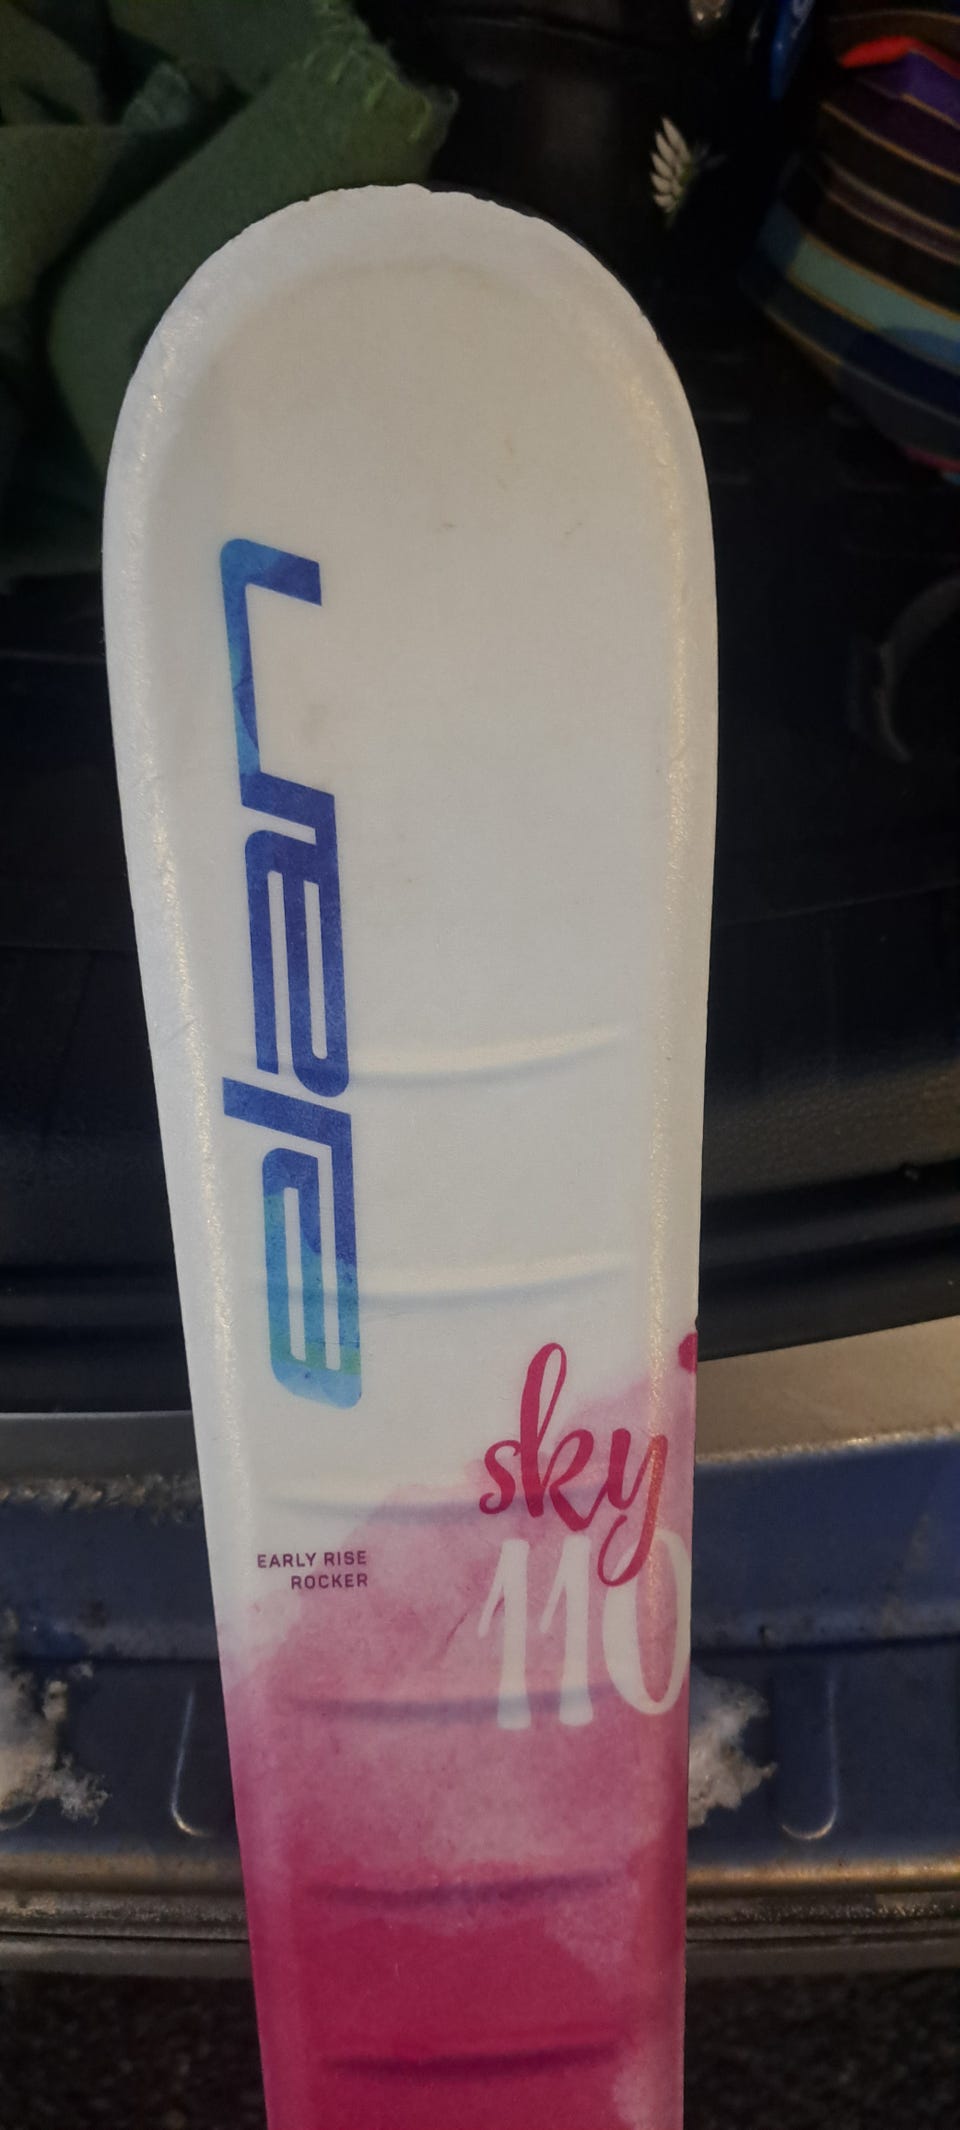 elan
sky
110
EARLY RISE
ROCKER